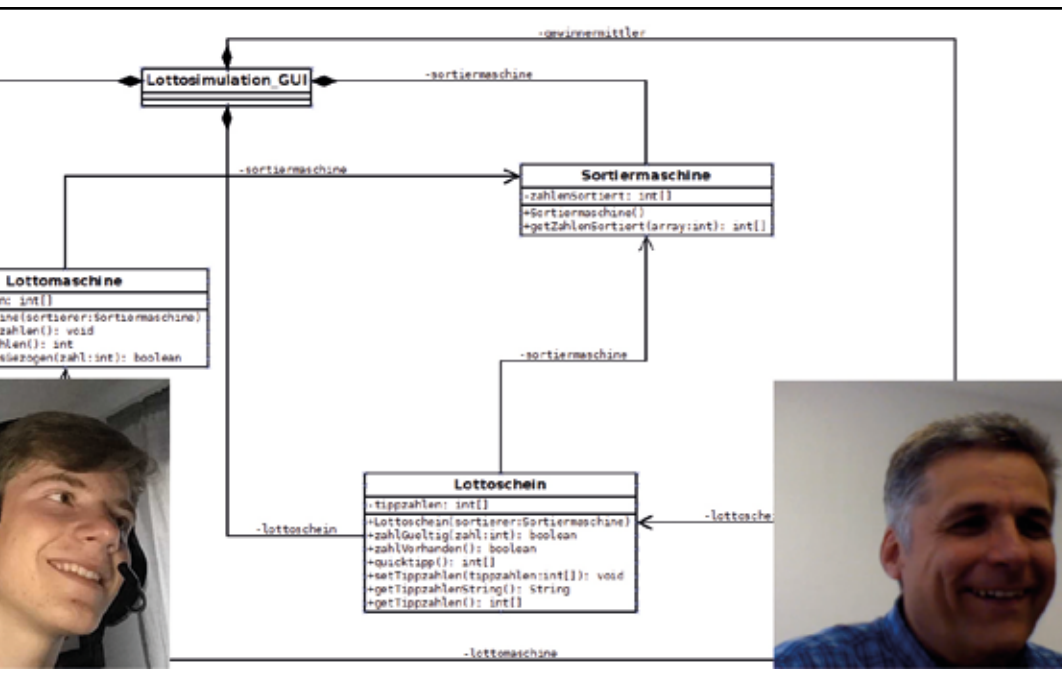 -gewinnermittler
Lottosimulation_GUI
-sortiermaschine
-sortiermaschine
Sortiermaschine
-zahlenSortiert: int[]
+Sortiermaschine()
+getZahlenSortiert(array:int): int[]
Lottomaschine
n: int[]
ine(sortierer:Sortiermaschine)
zahlen(): void
hlen(): int
sGezogen(zahl:int): boolean
-sortiermaschine
Lottoschein
-tippzahlen: int[]
+Lottoschein(sortierer:Sortiermaschine)
+zahlGueltig(zahl:int): boolean
+zahlVorhanden(): boolean
+quicktipp(): int[]
+setTippzahlen(tippzahlen:int[]): void
+getTippzahlenString(): String
+getTippzahlen(): int[]
-lottoschein
-lottoschei
-lottomaschine